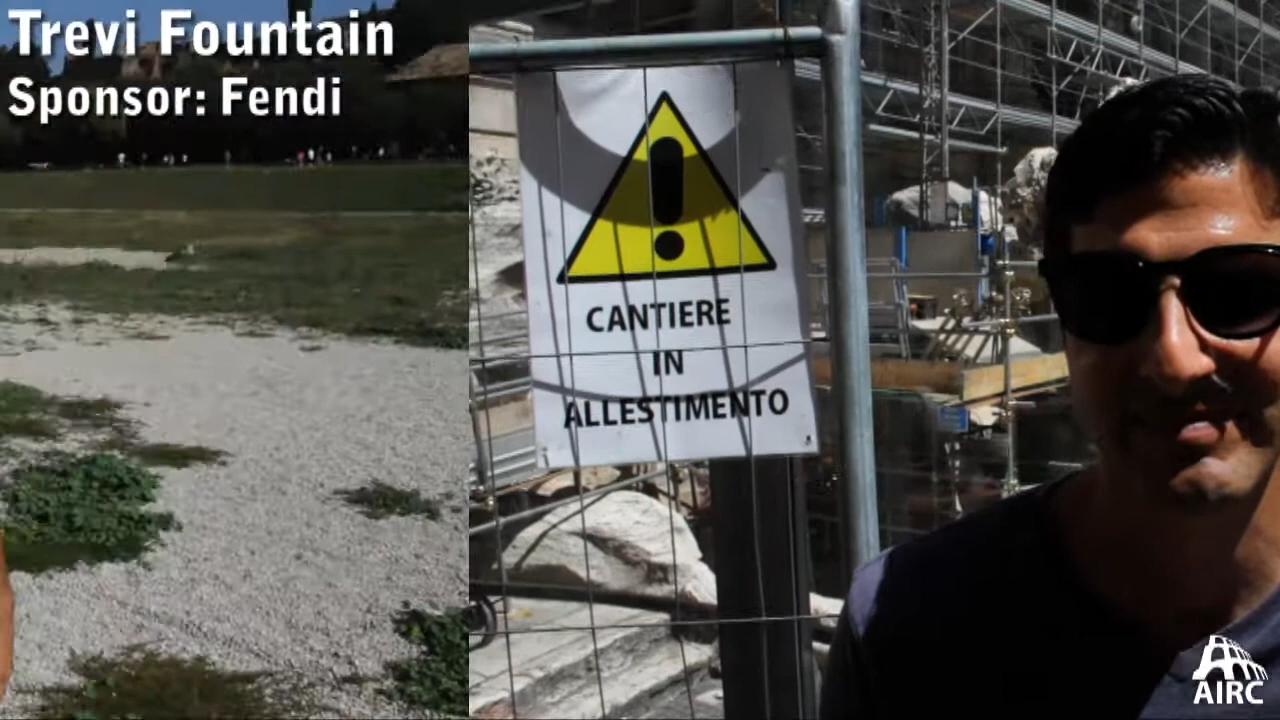 Trevi Fountain
Sponsor: Fendi
CANTIERE
IN
ALLESTIMENTO
AIRC